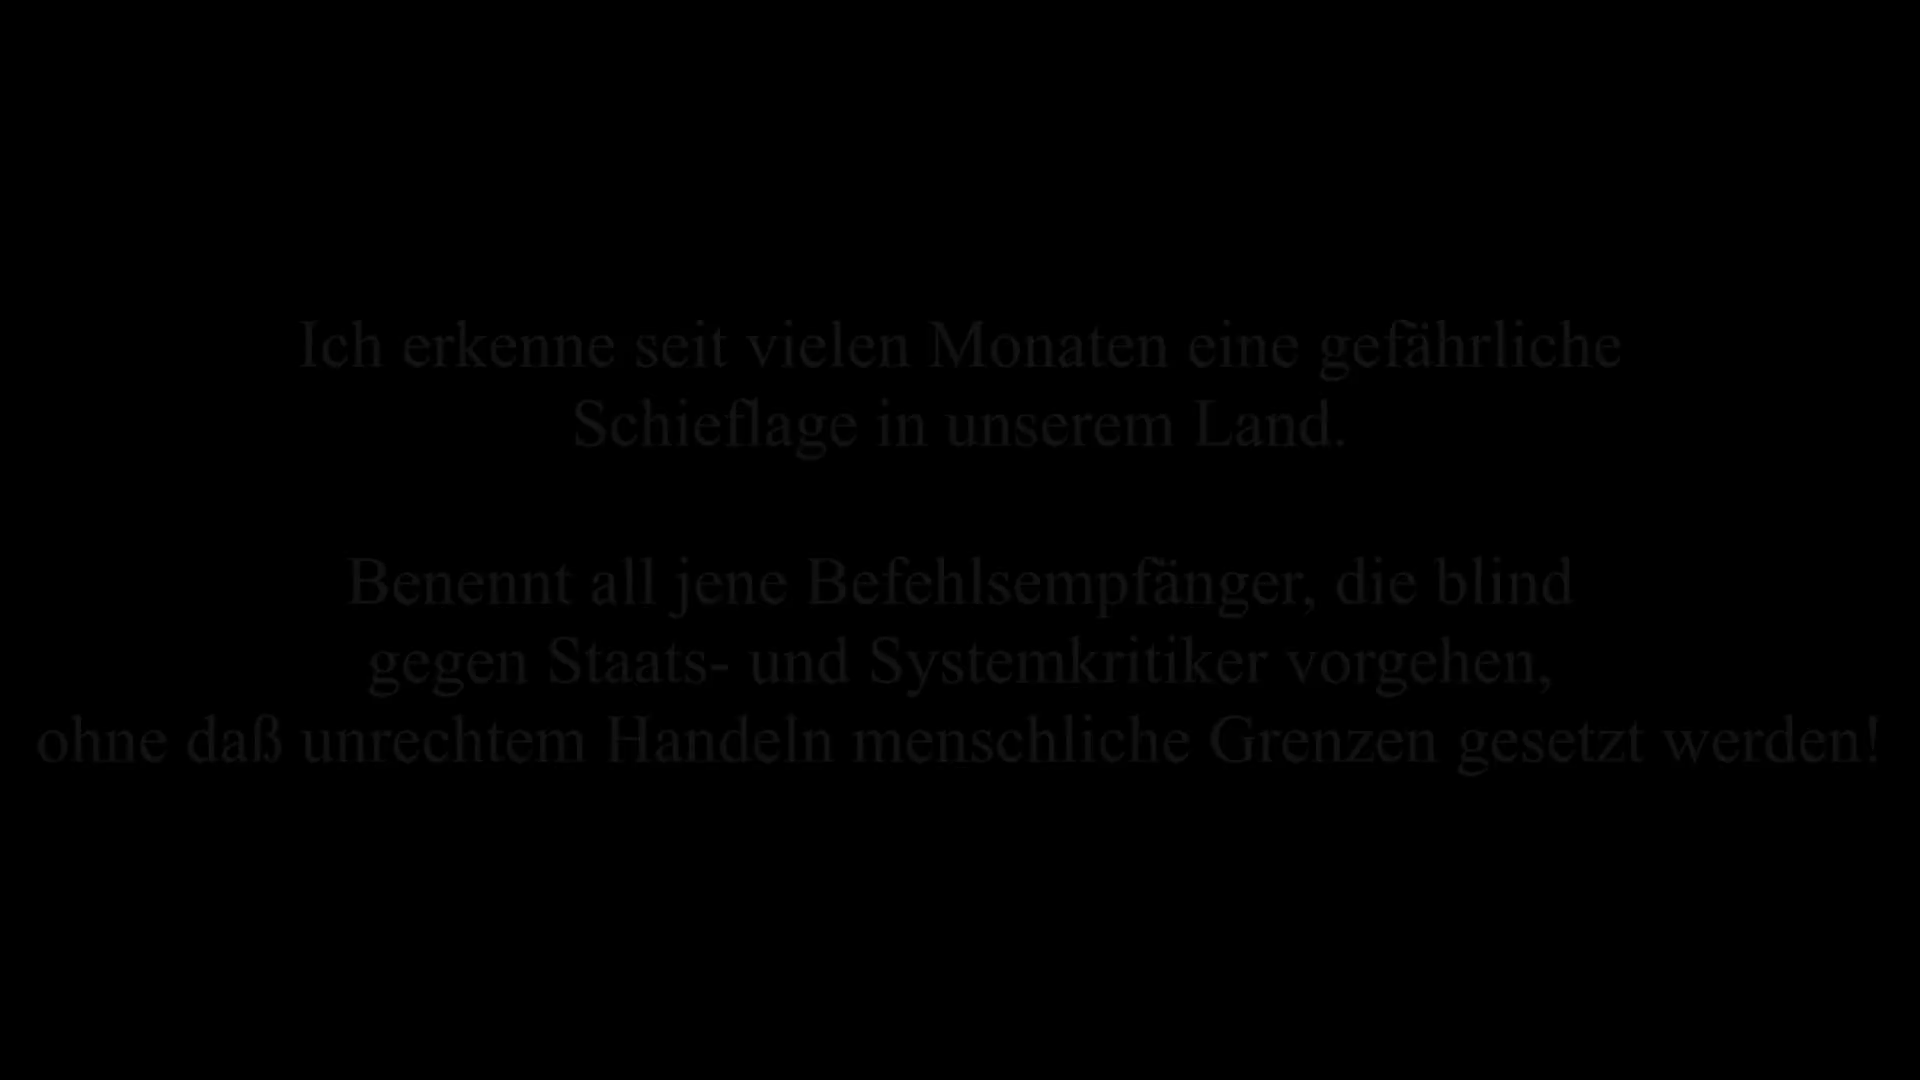 Ich erkenne seit vielen Monaten eine gefährliche
Schieflage in unserem Land.
Benennt all jene Befehlsempfänger, die blind
gegen Staats- und Systemkritiker vorgehen,
ohne daß unrechtem Handeln menschliche Grenzen gesetzt werden!